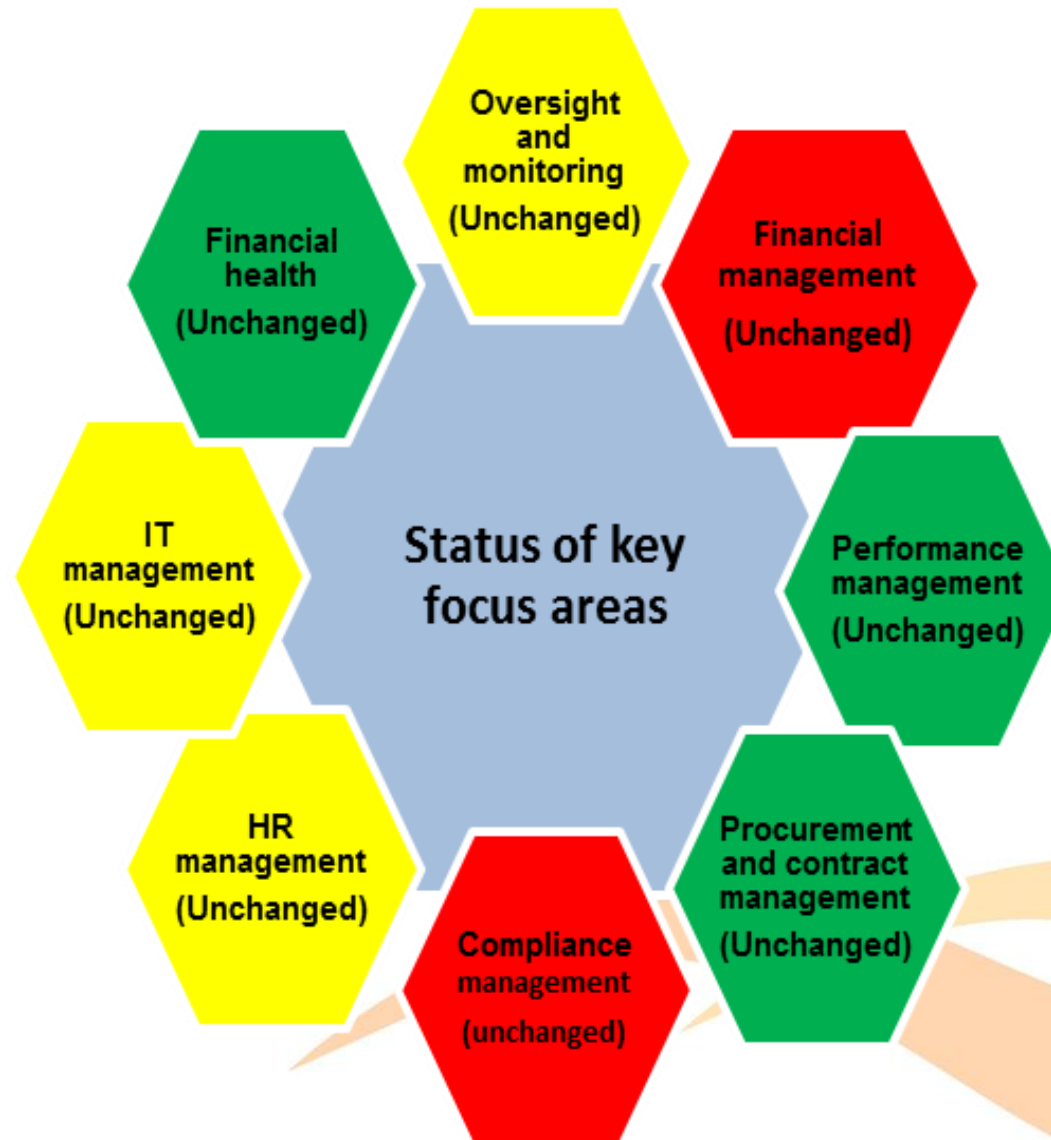 Oversight
and
monitoring
(Unchanged)
Financial
management
(Unchanged)
Performance
management
(Unchanged)
Procurement
and contract
management
(Unchanged)
Compliance
management
(unchanged)
HR
management
(Unchanged)
IT
management
(Unchanged)
Financial
health
(Unchanged)
Status of key
focus areas